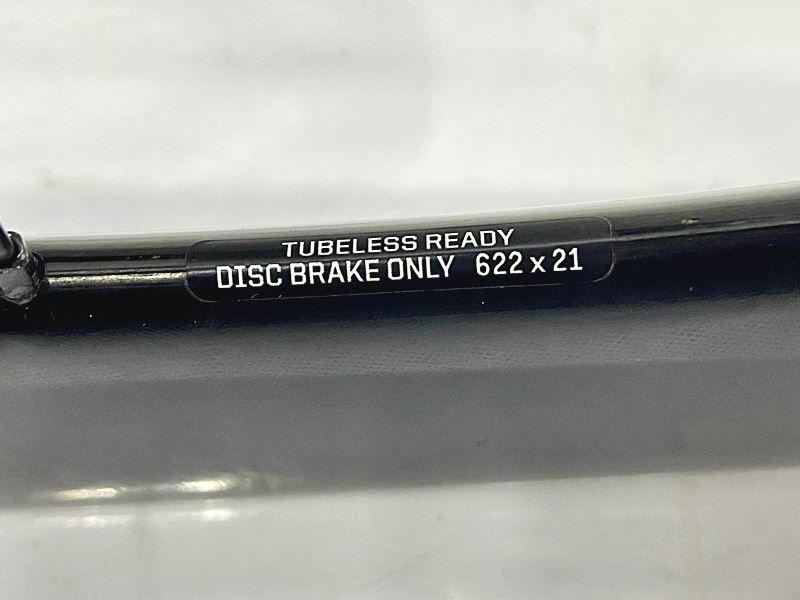 TUBELESS READY
DISC BRAKE ONLY 622 x 21